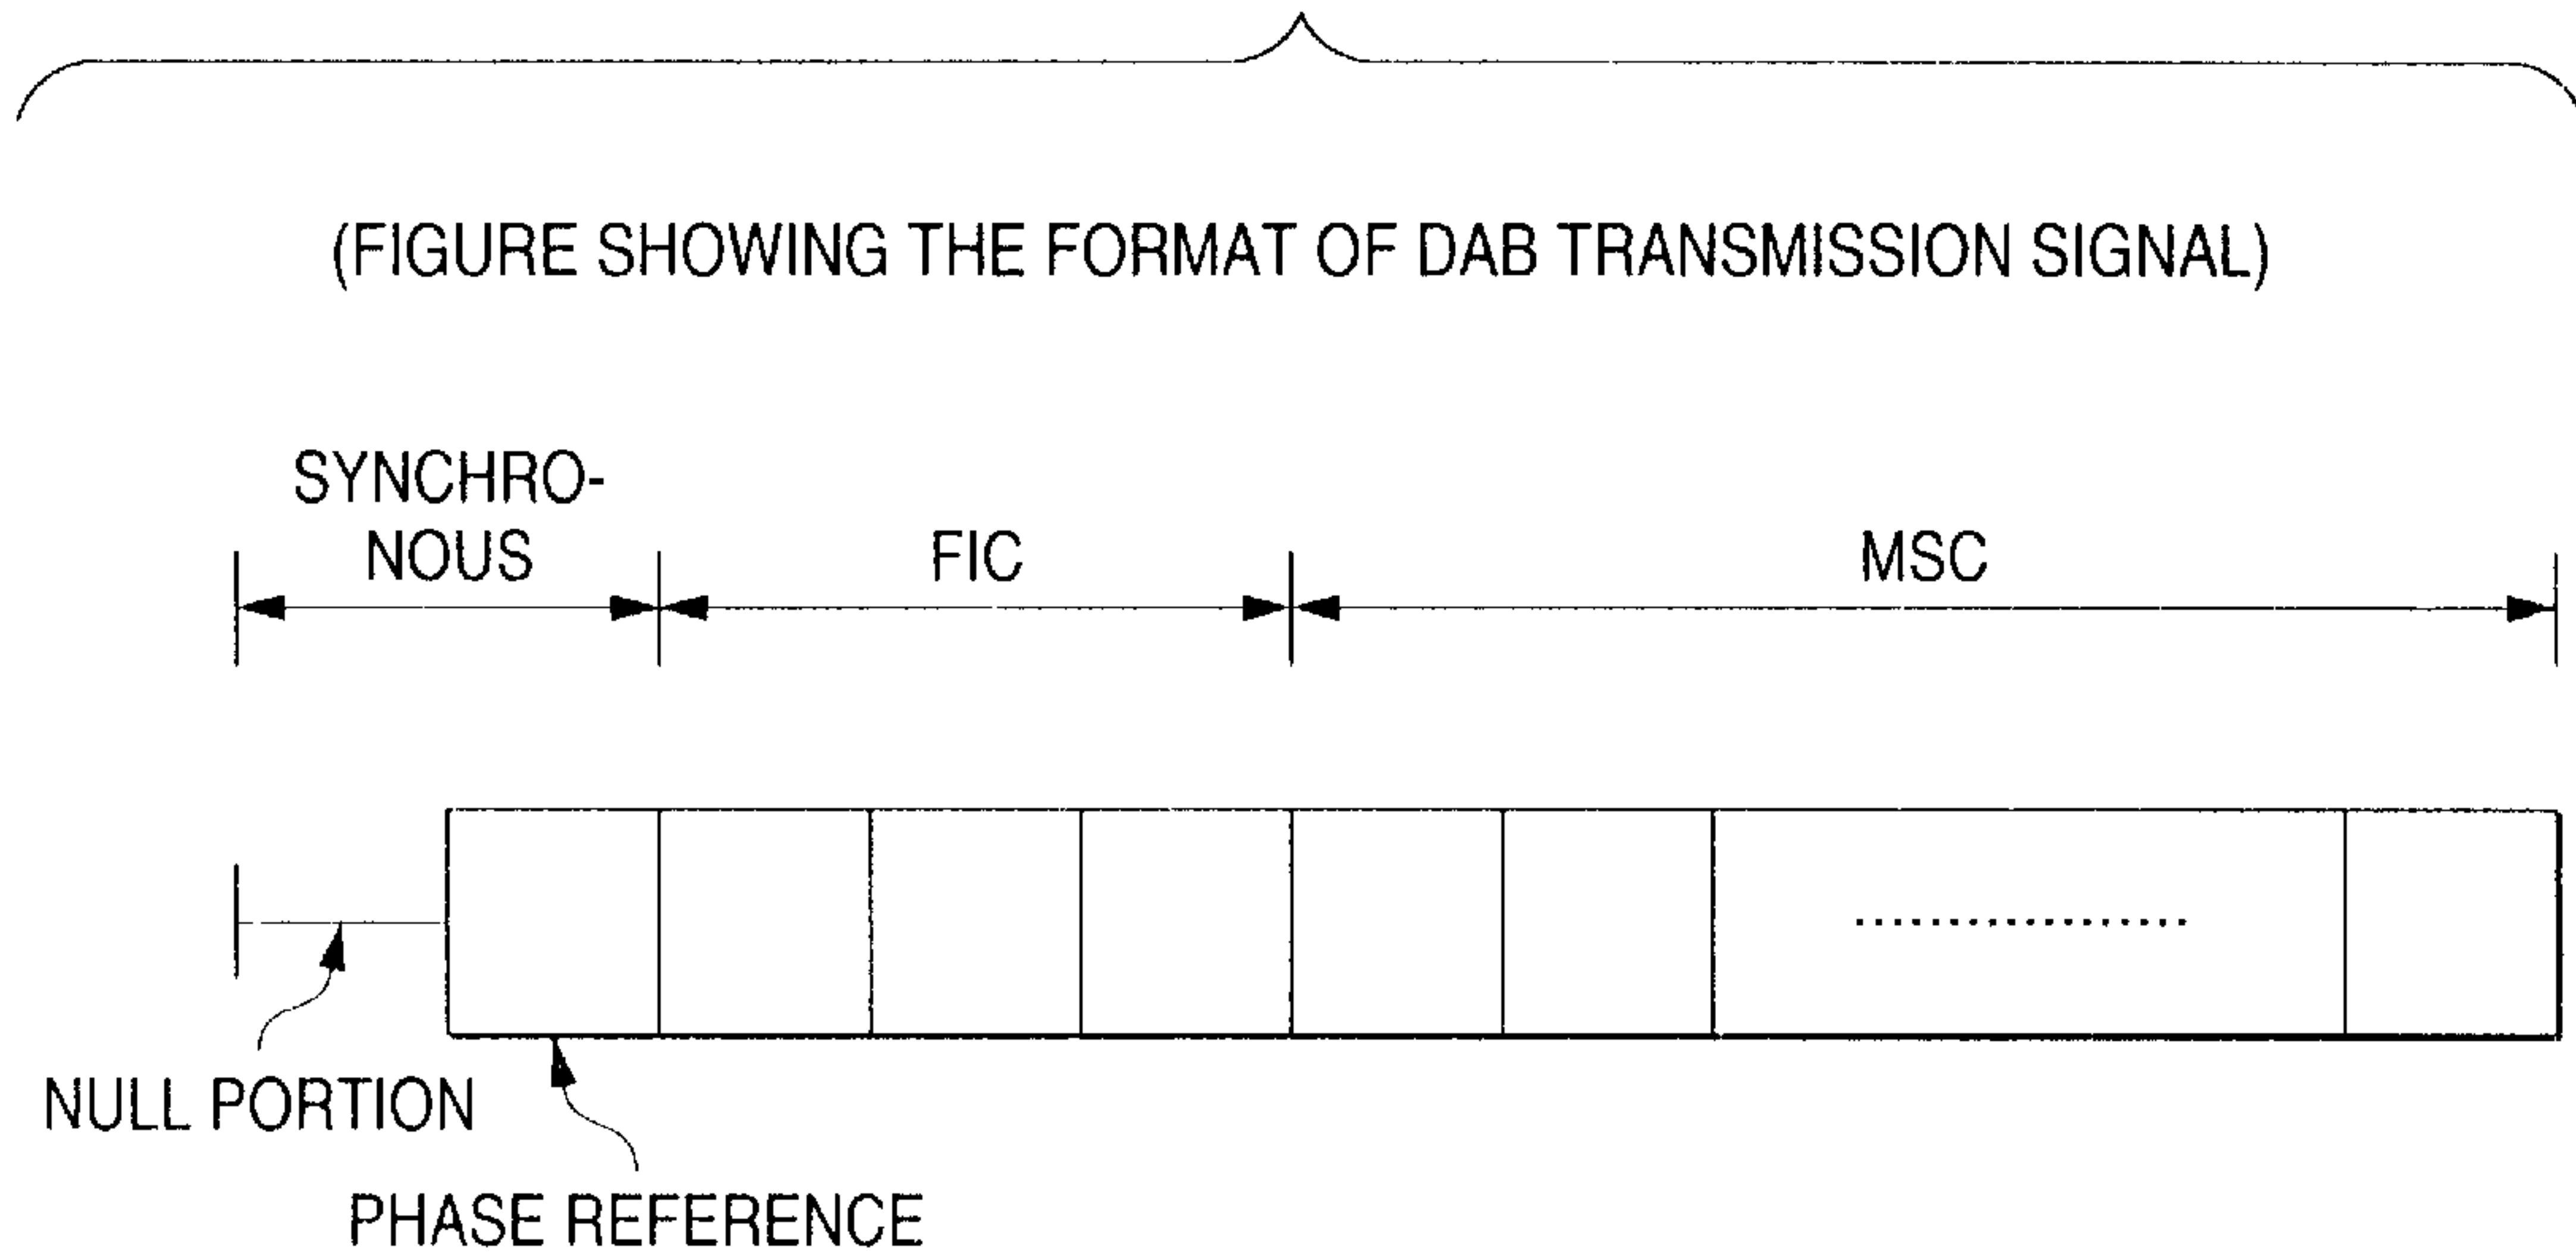 (FIGURE SHOWING THE FORMAT OF DAB TRANSMISSION SIGNAL)
SYNCHRO-
NOUS
FIC
MSC
NULL PORTION
PHASE REFERENCE